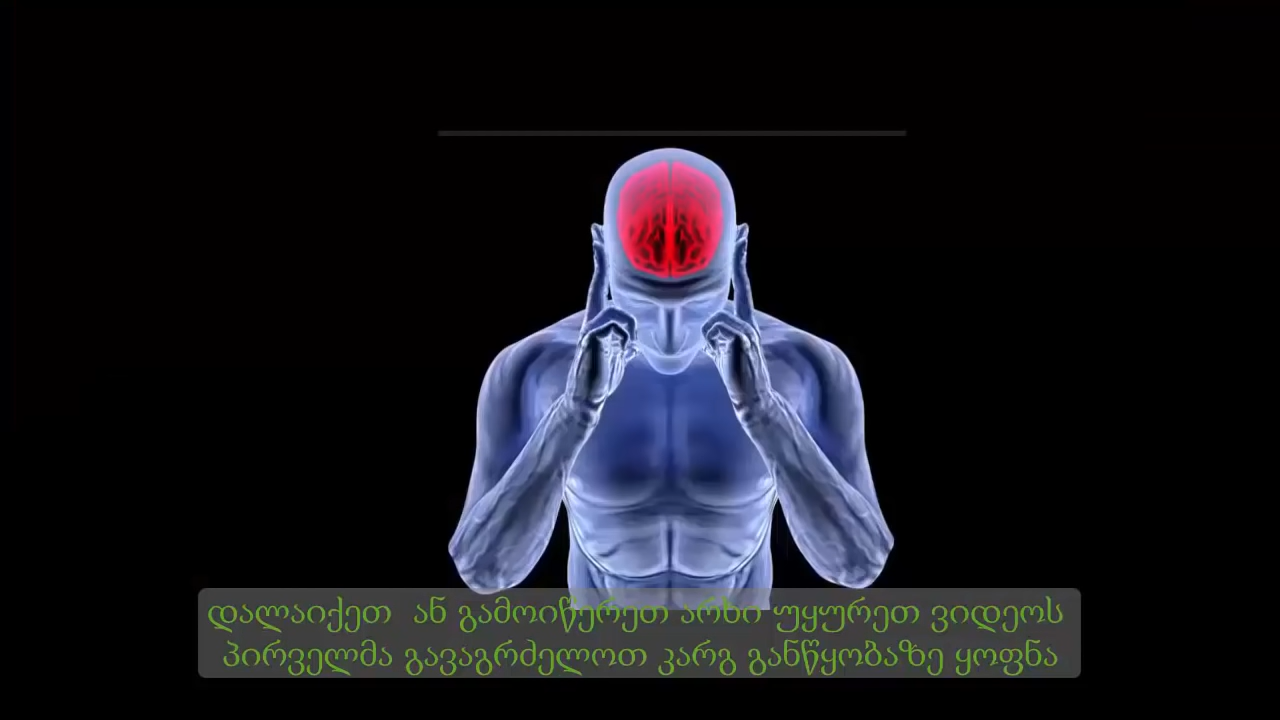 დალაიქეთ ან გამოიწერეთ არხი უყურეთ ვიდეოს
პირველმა გავაგრძელოთ კარგ განწყობაზე ყოფნა